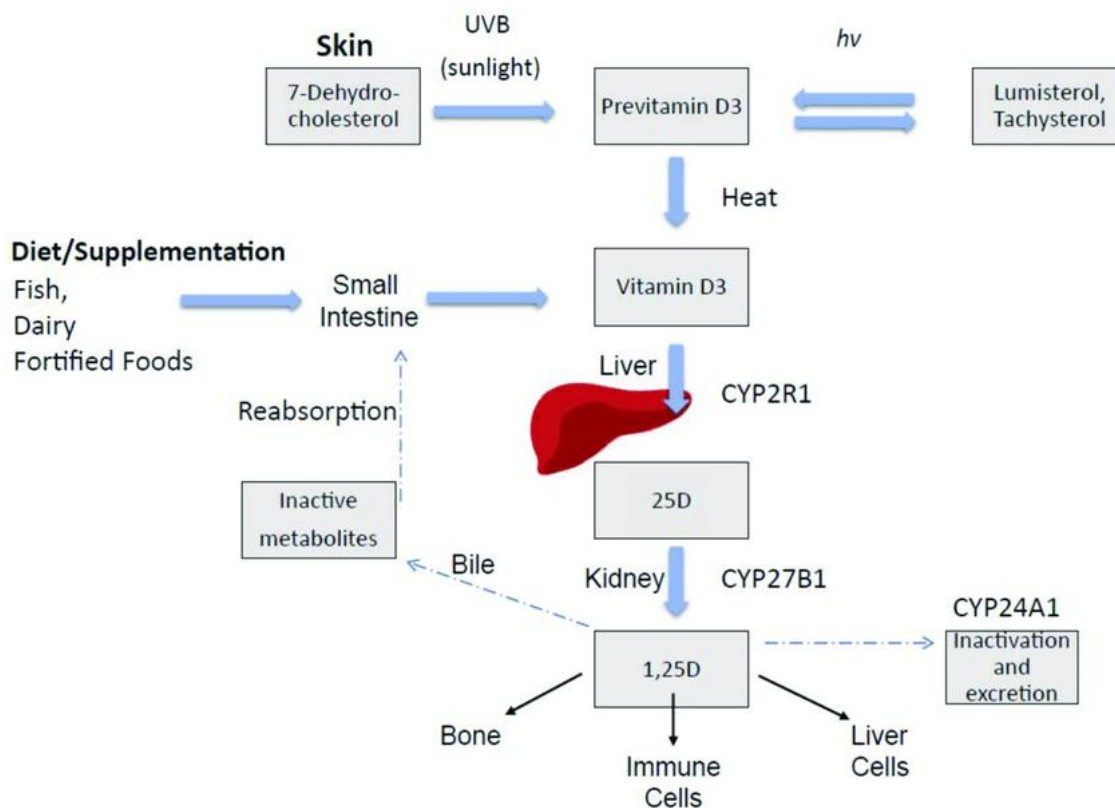 Skin
UVB
(sunlight)
hv
7-Dehydro-
cholesterol
Previtamin D3
Lumisterol,
Tachysterol
Heat
Diet/Supplementation
Fish,
Dairy
Fortified Foods
Small
Intestine
Vitamin D3
Liver
CYP2R1
Reabsorption
25D
Inactive
metabolites
Bile
Kidney
CYP27B1
CYP24A1
Inactivation
and
excretion
1,25D
Bone
Immune
Cells
Liver
Cells